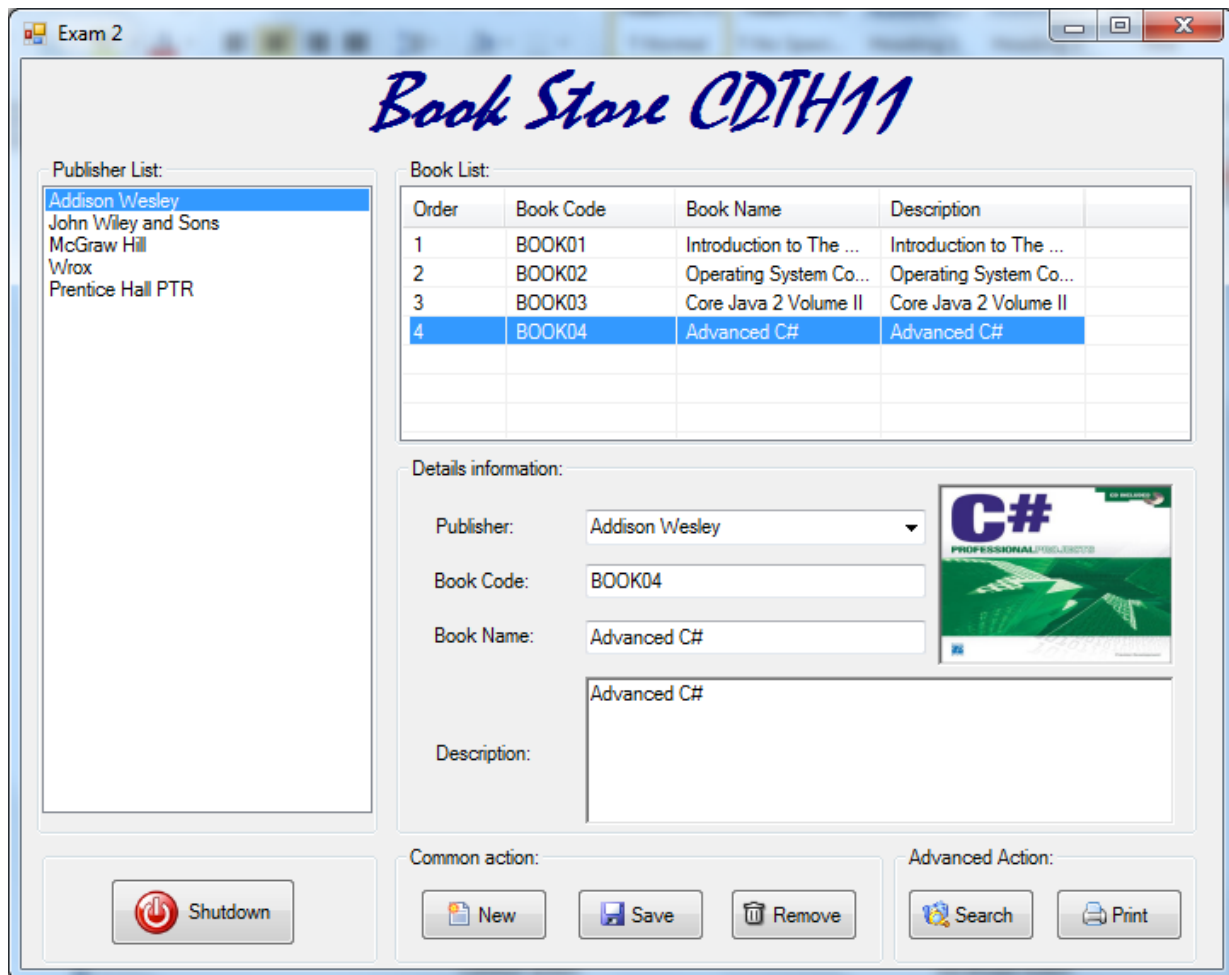 Exam 2
Book Store CDTH11
Publisher List:
Addison Wesley
John Wiley and Sons
McGraw Hill
Wrox
Prentice Hall PTR
Book List:
Order Book Code Book Name Description
1 BOOK01 Introduction to The ... Introduction to The ...
2 BOOK02 Operating System Co... Operating System Co...
3 BOOK03 Core Java 2 Volume II Core Java 2 Volume II
4 BOOK04 Advanced C# Advanced C#
Details information:
Publisher: Addison Wesley
Book Code: BOOK04
Book Name: Advanced C#
Description: Advanced C#
CD INCLUDED
C#
PROFESSIONAL PROJECTS
Shutdown
Common action:
New Save Remove
Advanced Action:
Search Print